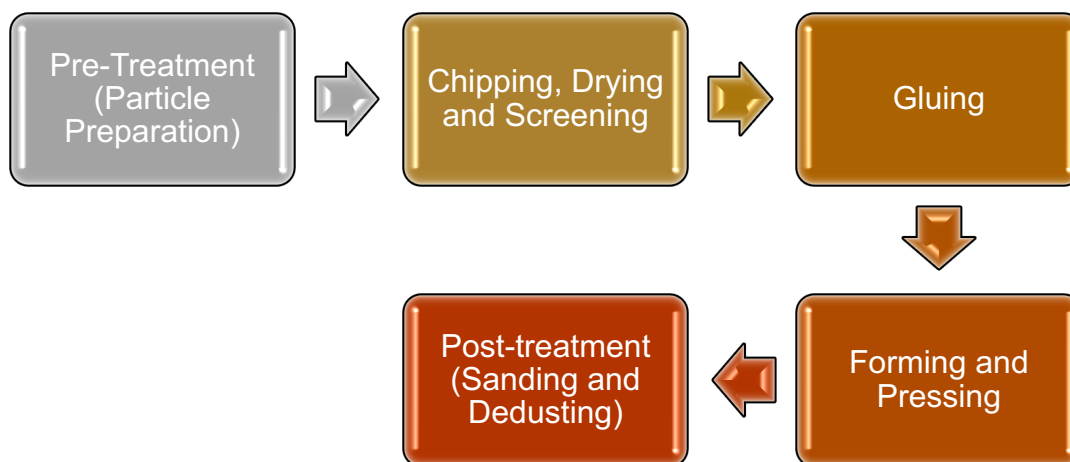 Pre-Treatment
(Particle
Preparation)
Chipping, Drying
and Screening
Gluing
Forming and
Pressing
Post-treatment
(Sanding and
Dedusting)